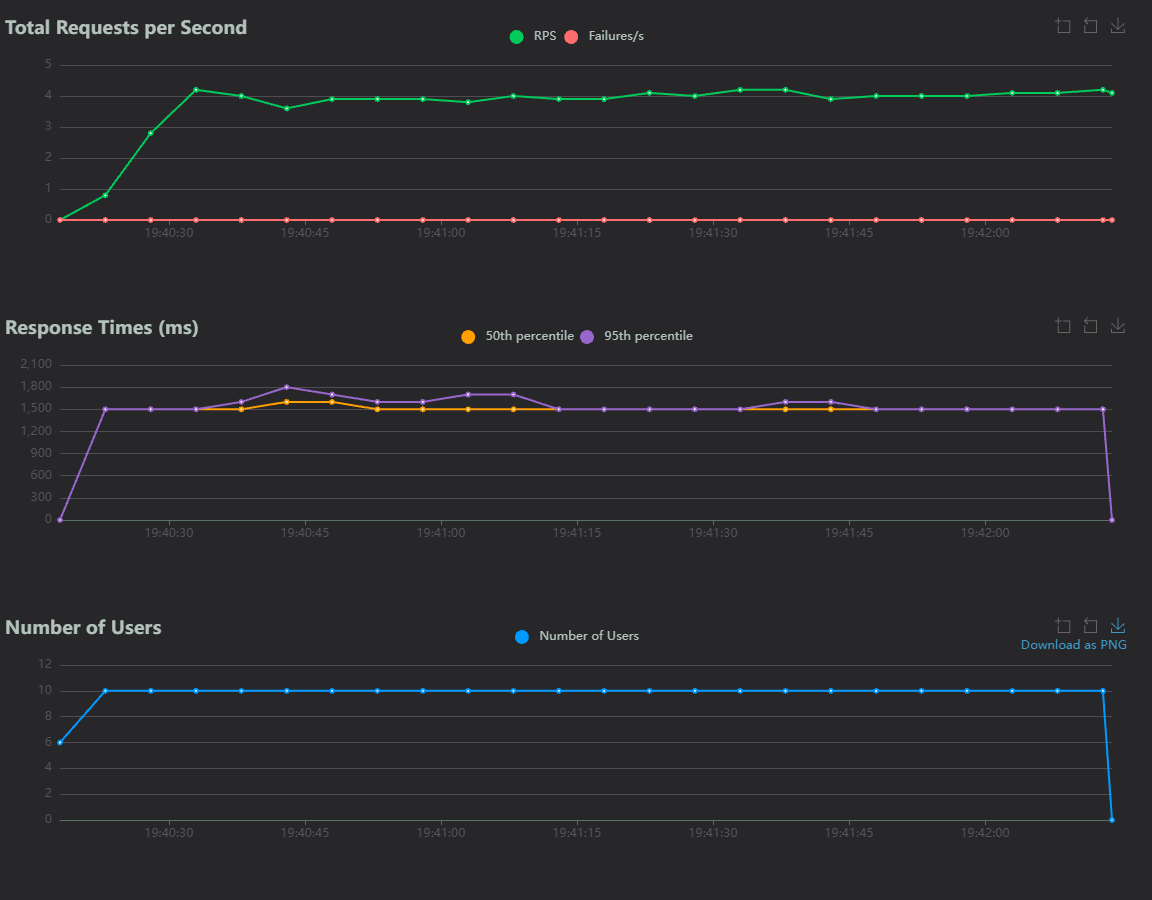 Total Requests per Second
RPS Failures/s
5
4
3
2
1
0
19:40:30 19:40:45 19:41:00 19:41:15 19:41:30 19:41:45 19:42:00
Response Times (ms)
50th percentile 95th percentile
2,100
1,800
1,500
1,200
900
600
300
0
19:40:30 19:40:45 19:41:00 19:41:15 19:41:30 19:41:45 19:42:00
Number of Users
Number of Users
Download as PNG
12
10
8
6
4
2
0
19:40:30 19:40:45 19:41:00 19:41:15 19:41:30 19:41:45 19:42:00